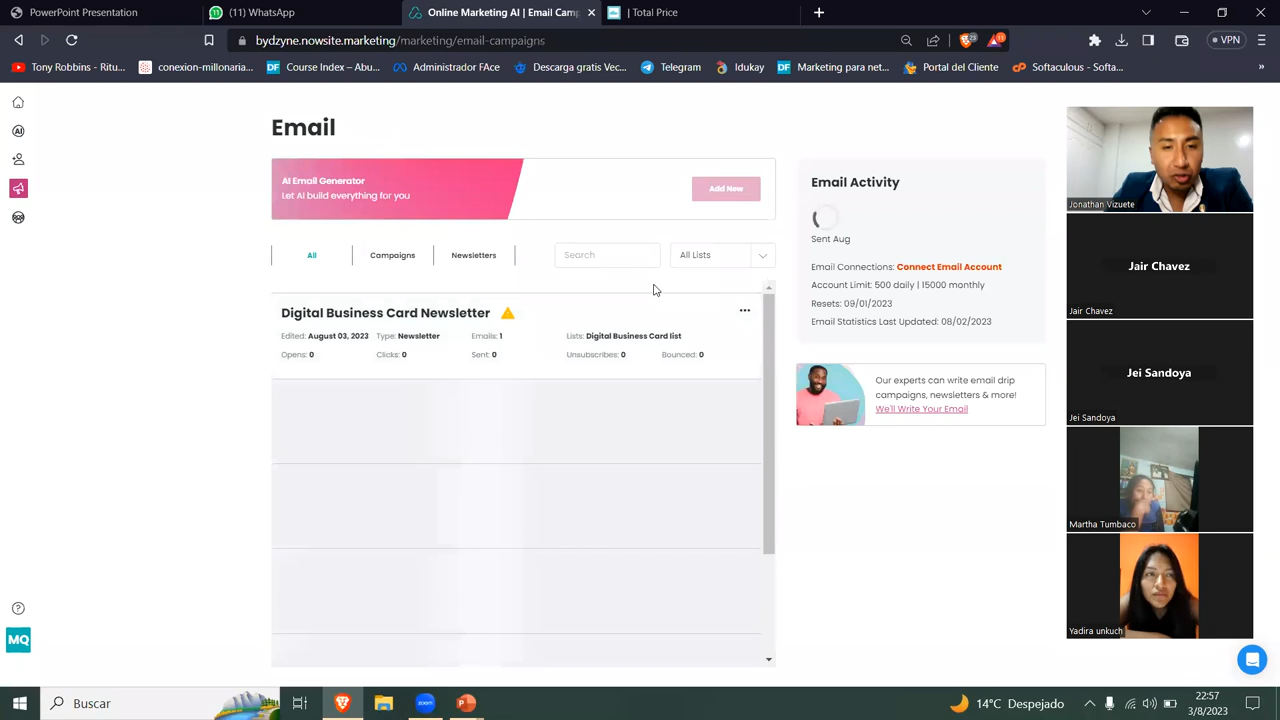 PowerPoint Presentation
(11) WhatsApp
Online Marketing AI | Email Cam
| Total Price
bydzyne.nowsite.marketing/marketing/email-campaigns
23
11
VPN
Tony Robbins - Ritu...
conexion-millonaria...
Course Index – Abu...
Administrador FAce
Descarga gratis Vec...
Telegram
Idukay
Marketing para net...
Portal del Cliente
Softaculous - Softac...
»
AI
Email
AI Email Generator
Let AI build everything for you
Add New
All
Campaigns
Newsletters
Search
All Lists
Digital Business Card Newsletter
Edited: August 03, 2023 Type: Newsletter Emails: 1 Lists: Digital Business Card list
Opens: 0 Clicks: 0 Sent: 0 Unsubscribes: 0 Bounced: 0
Email Activity
Sent Aug
Email Connections: Connect Email Account
Account Limit: 500 daily | 15000 monthly
Resets: 09/01/2023
Email Statistics Last Updated: 08/02/2023
Our experts can write email drip
campaigns, newsletters & more!
We'll Write Your Email
Jonathan Vizuete
Jair Chavez
Jair Chavez
Jei Sandoya
Jei Sandoya
Martha Tumbaco
Yadira unkuch
MQ
Buscar
zoom
14°C Despejado
22:57
3/8/2023